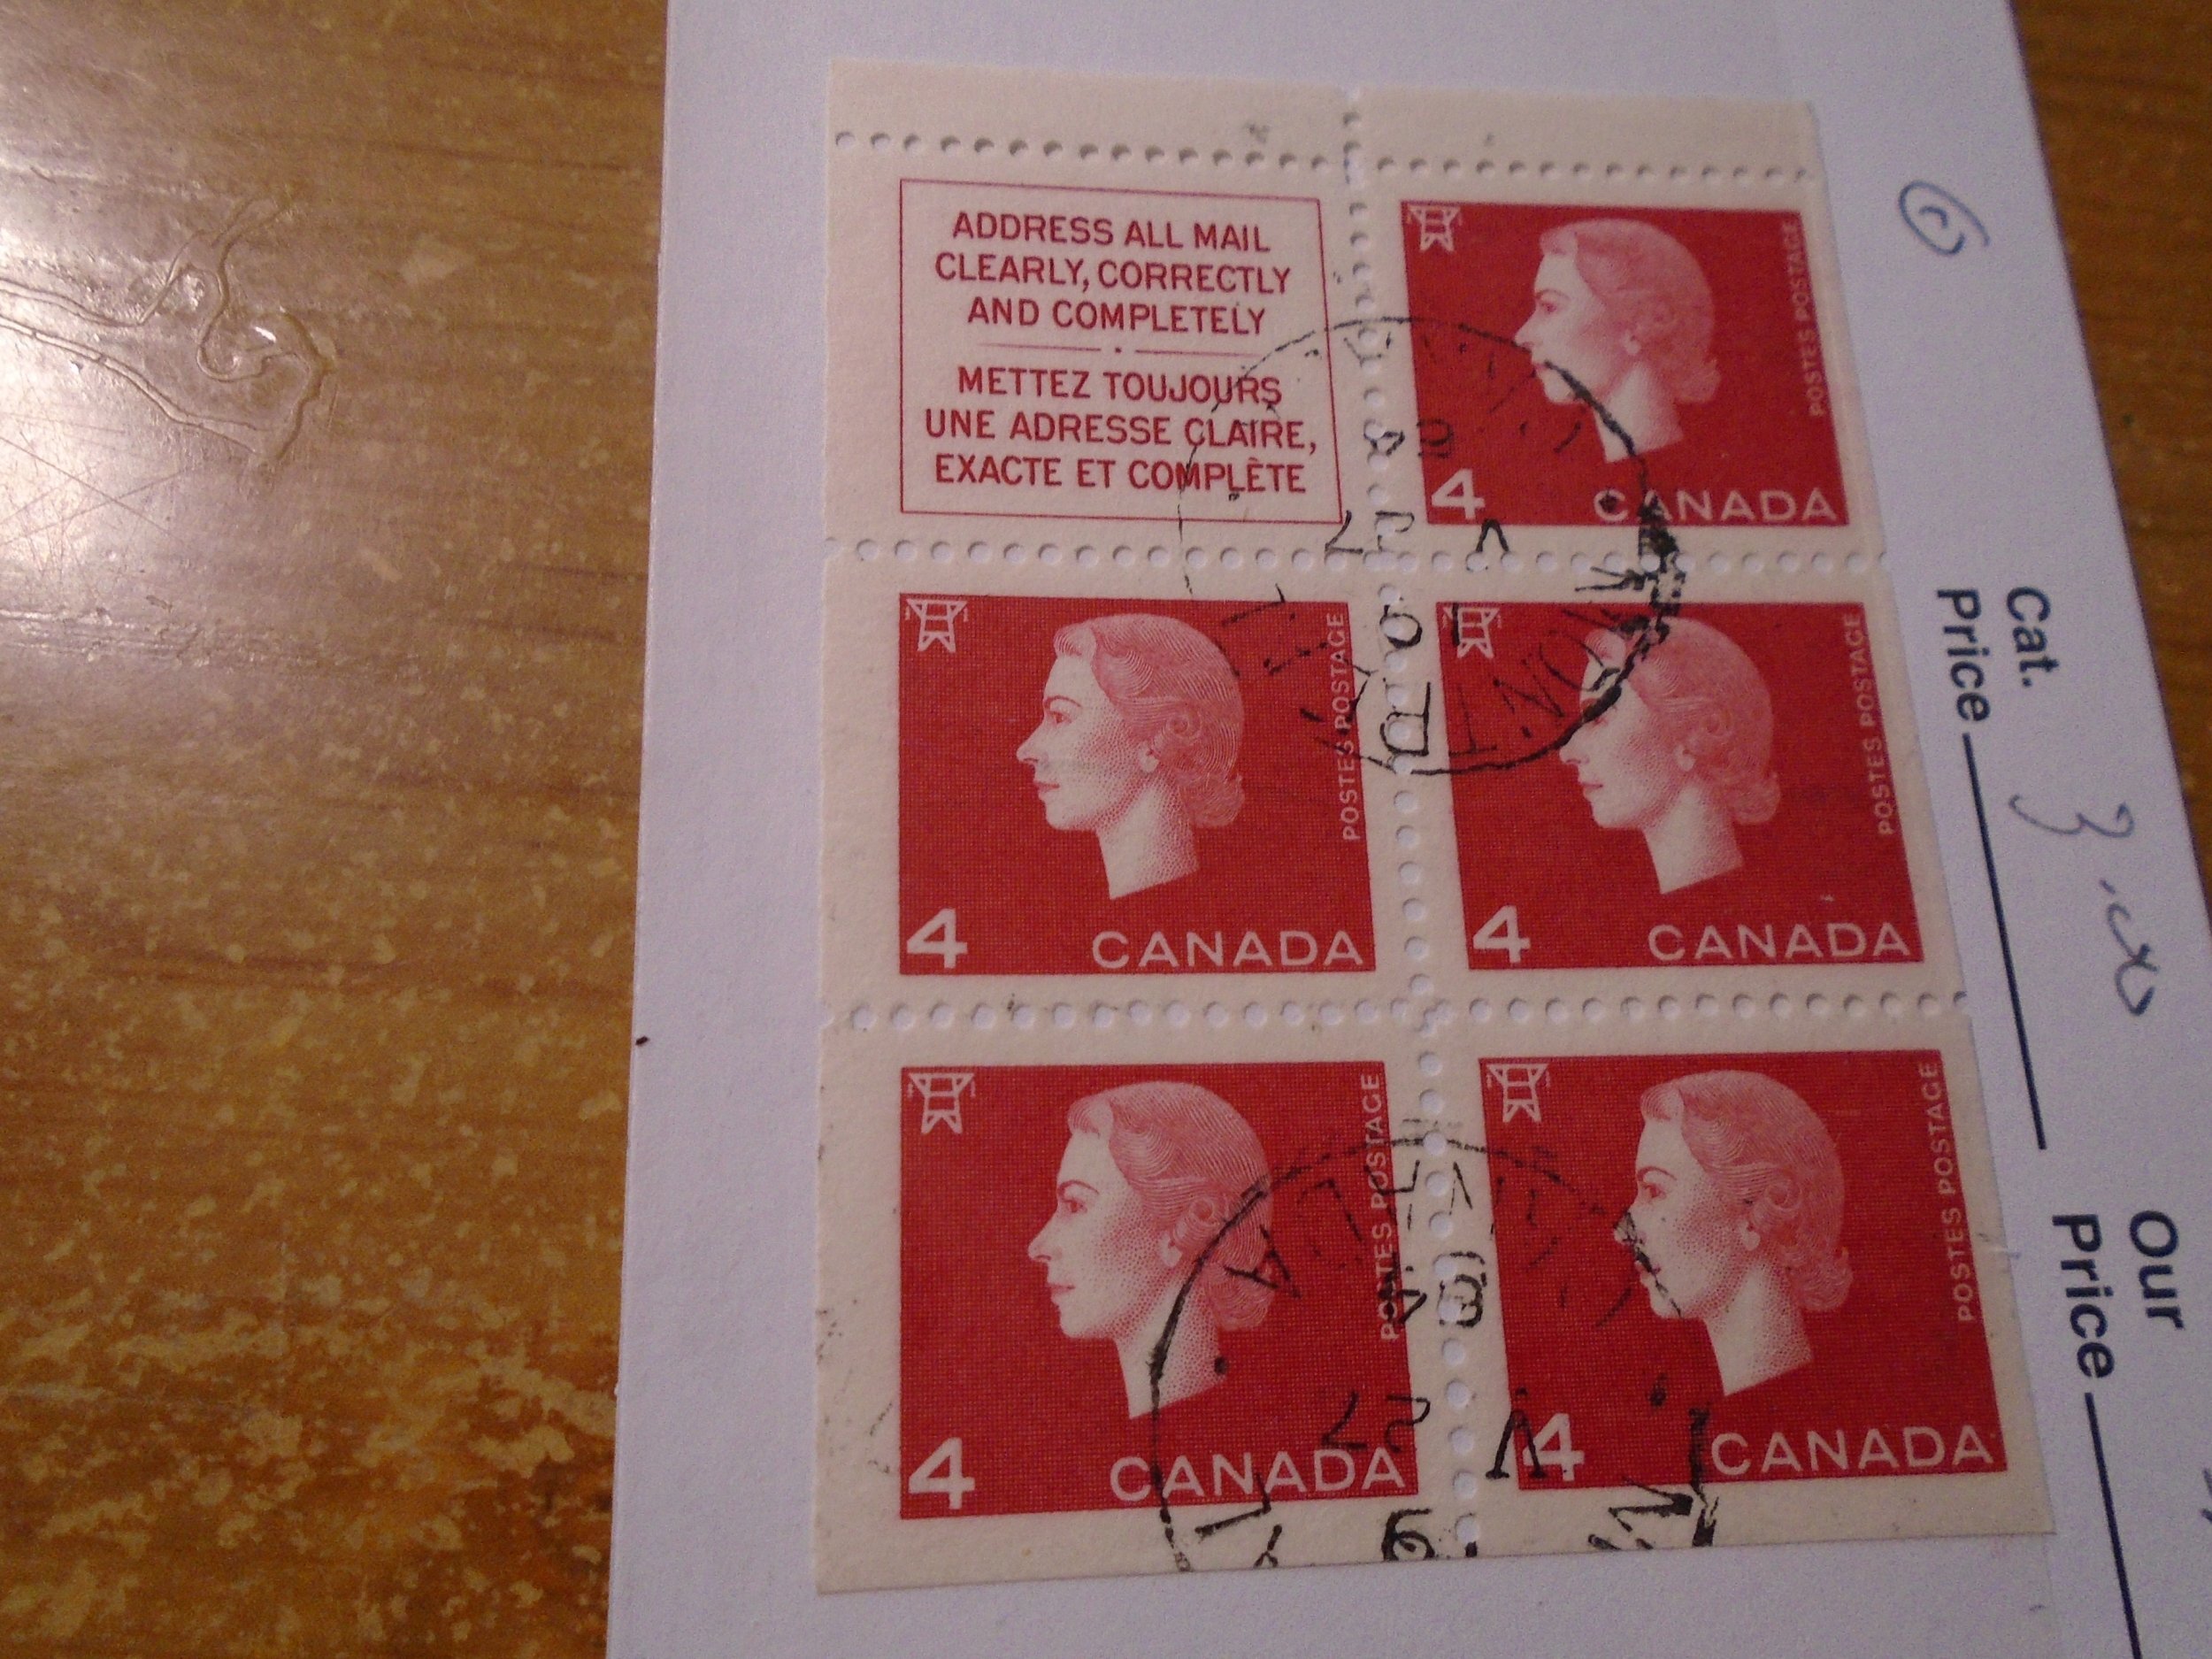 ADDRESS ALL MAIL
CLEARLY, CORRECTLY
AND COMPLETELY
METTEZ TOUJOURS
UNE ADRESSE CLAIRE,
EXACTE ET COMPLÈTE
POSTES POSTAGE
4 CANADA
POSTES POSTAGE
4 CANADA
POSTES POSTAGE
4 CANADA
POSTES POSTAGE
4 CANADA
POSTES POSTAGE
4 CANADA
Cat.
Price
Our
Price